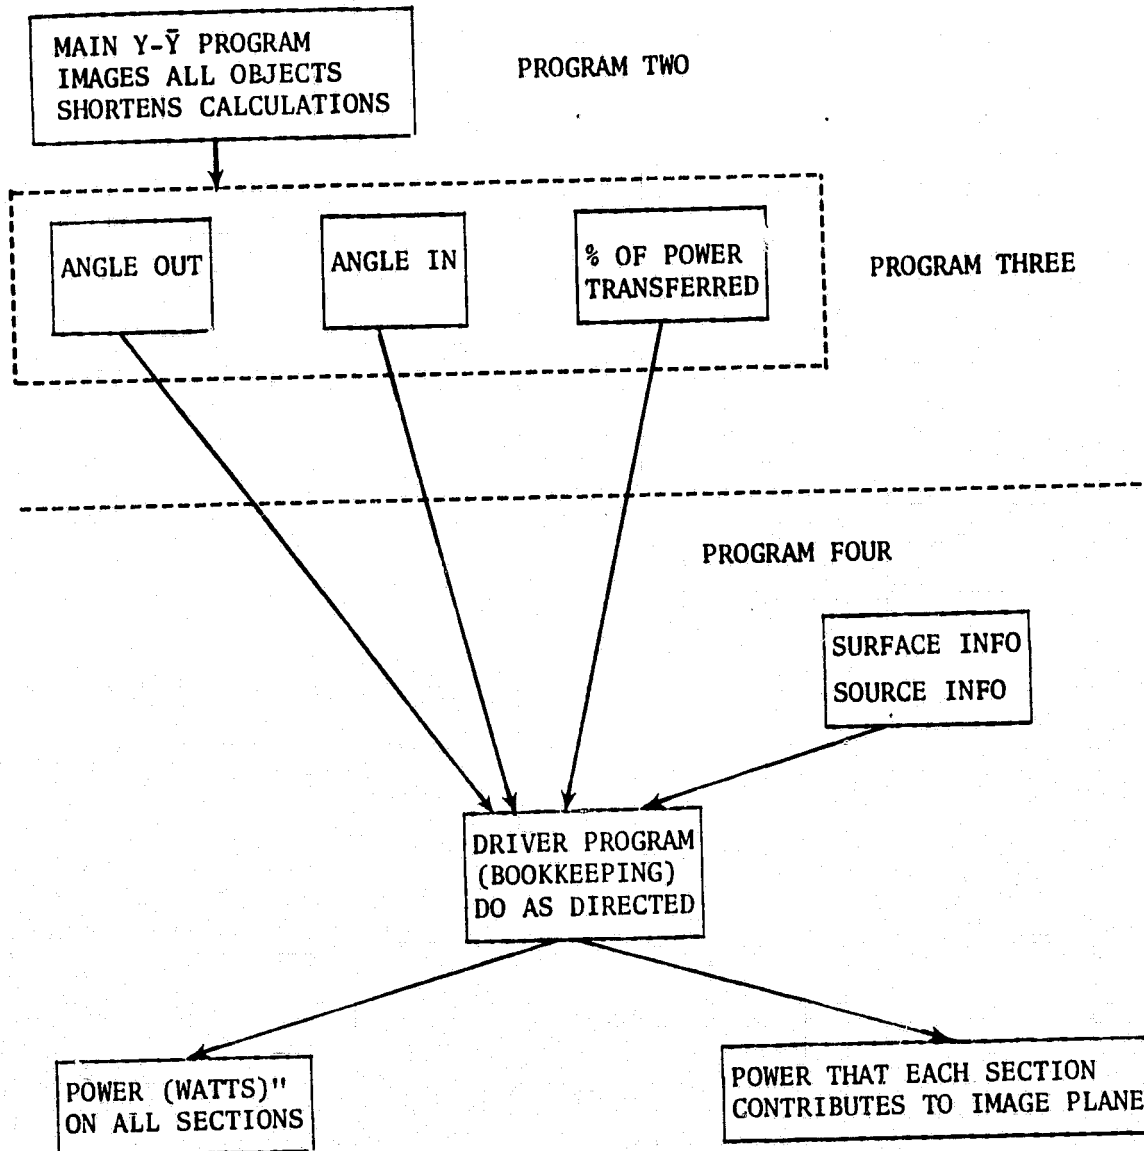 MAIN Y-Ȳ PROGRAM
IMAGES ALL OBJECTS
SHORTENS CALCULATIONS
PROGRAM TWO
ANGLE OUT
ANGLE IN
% OF POWER
TRANSFERRED
PROGRAM THREE
PROGRAM FOUR
SURFACE INFO
SOURCE INFO
DRIVER PROGRAM
(BOOKKEEPING)
DO AS DIRECTED
POWER (WATTS)"
ON ALL SECTIONS
POWER THAT EACH SECTION
CONTRIBUTES TO IMAGE PLANE